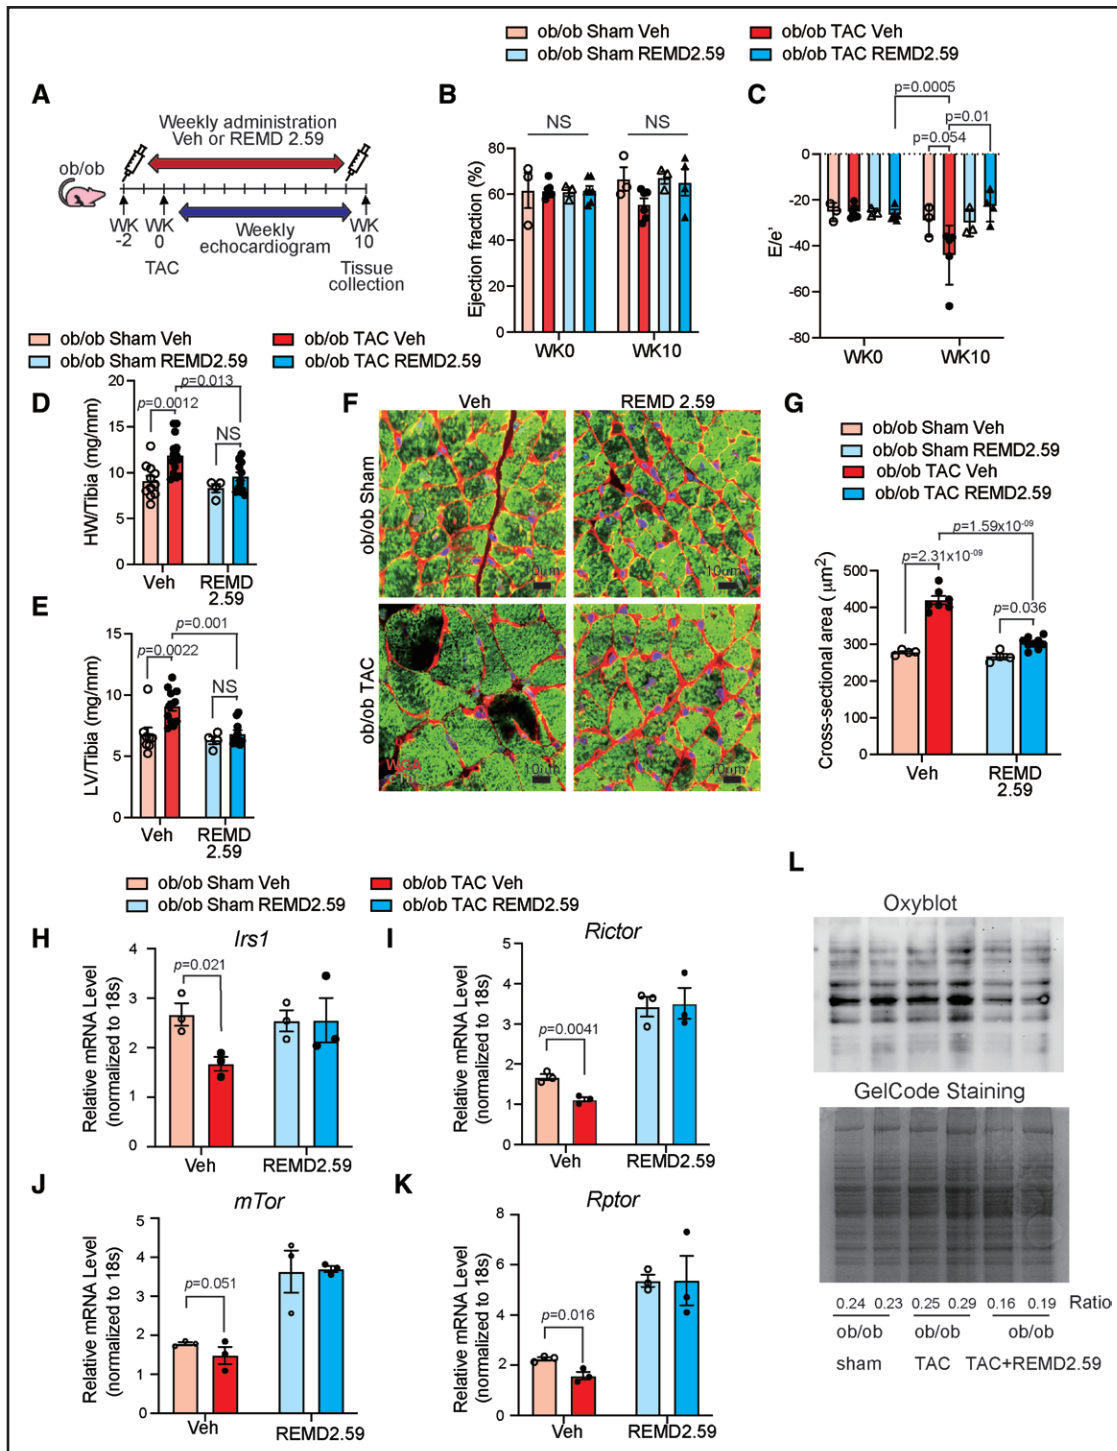 ob/ob Sham Veh
ob/ob TAC Veh
ob/ob Sham REMD2.59
ob/ob TAC REMD2.59
A
Weekly administration
Veh or REMD 2.59
ob/ob
WK
-2
WK
0
Weekly
echocardiogram
WK
10
TAC
Tissue
collection
B
NS
NS
Ejection fraction (%)
80
60
40
20
0
WK0
WK10
C
p=0.0005
p=0.01
p=0.054
E/e'
0
-20
-40
-60
-80
WK0
WK10
ob/ob Sham Veh
ob/ob TAC Veh
ob/ob Sham REMD2.59
ob/ob TAC REMD2.59
D
p=0.013
p=0.0012
NS
HW/Tibia (mg/mm)
20
15
10
5
0
Veh
REMD
2.59
E
p=0.001
p=0.0022
NS
LV/Tibia (mg/mm)
15
10
5
0
Veh
REMD
2.59
F
Veh
REMD 2.59
ob/ob Sham
ob/ob TAC
10um
10um
WGA
10um
10um
G
ob/ob Sham Veh
ob/ob Sham REMD2.59
ob/ob TAC Veh
ob/ob TAC REMD2.59
p=1.59x10-09
p=2.31x10-09
p=0.036
Cross-sectional area ( μm2)
500
400
300
200
100
0
Veh
REMD
2.59
ob/ob Sham Veh
ob/ob TAC Veh
ob/ob Sham REMD2.59
ob/ob TAC REMD2.59
H
Irs1
p=0.021
Relative mRNA Level
(normalized to 18s)
4
3
2
1
0
Veh
REMD2.59
I
Rictor
p=0.0041
Relative mRNA Level
(normalized to 18s)
5
4
3
2
1
0
Veh
REMD2.59
J
mTor
p=0.051
Relative mRNA Level
(normalized to 18s)
5
4
3
2
1
0
Veh
REMD2.59
K
Rptor
p=0.016
Relative mRNA Level
(normalized to 18s)
8
6
4
2
0
Veh
REMD2.59
L
Oxyblot
GelCode Staining
0.24 0.23 0.25 0.29 0.16 0.19 Ratio
ob/ob ob/ob ob/ob
sham TAC TAC+REMD2.59